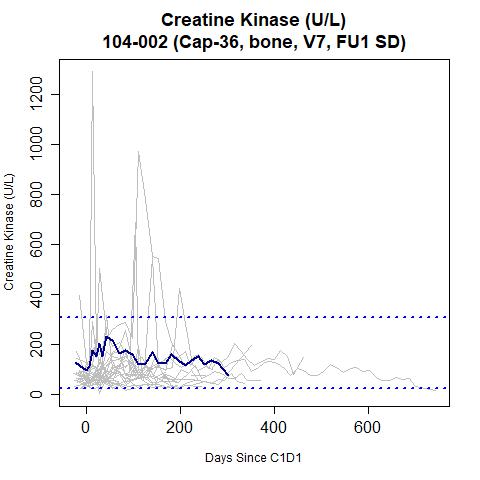 Creatine Kinase (U/L)
104-002 (Cap-36, bone, V7, FU1 SD)
Creatine Kinase (U/L)
1200
1000
800
600
400
200
0
0 200 400 600
Days Since C1D1